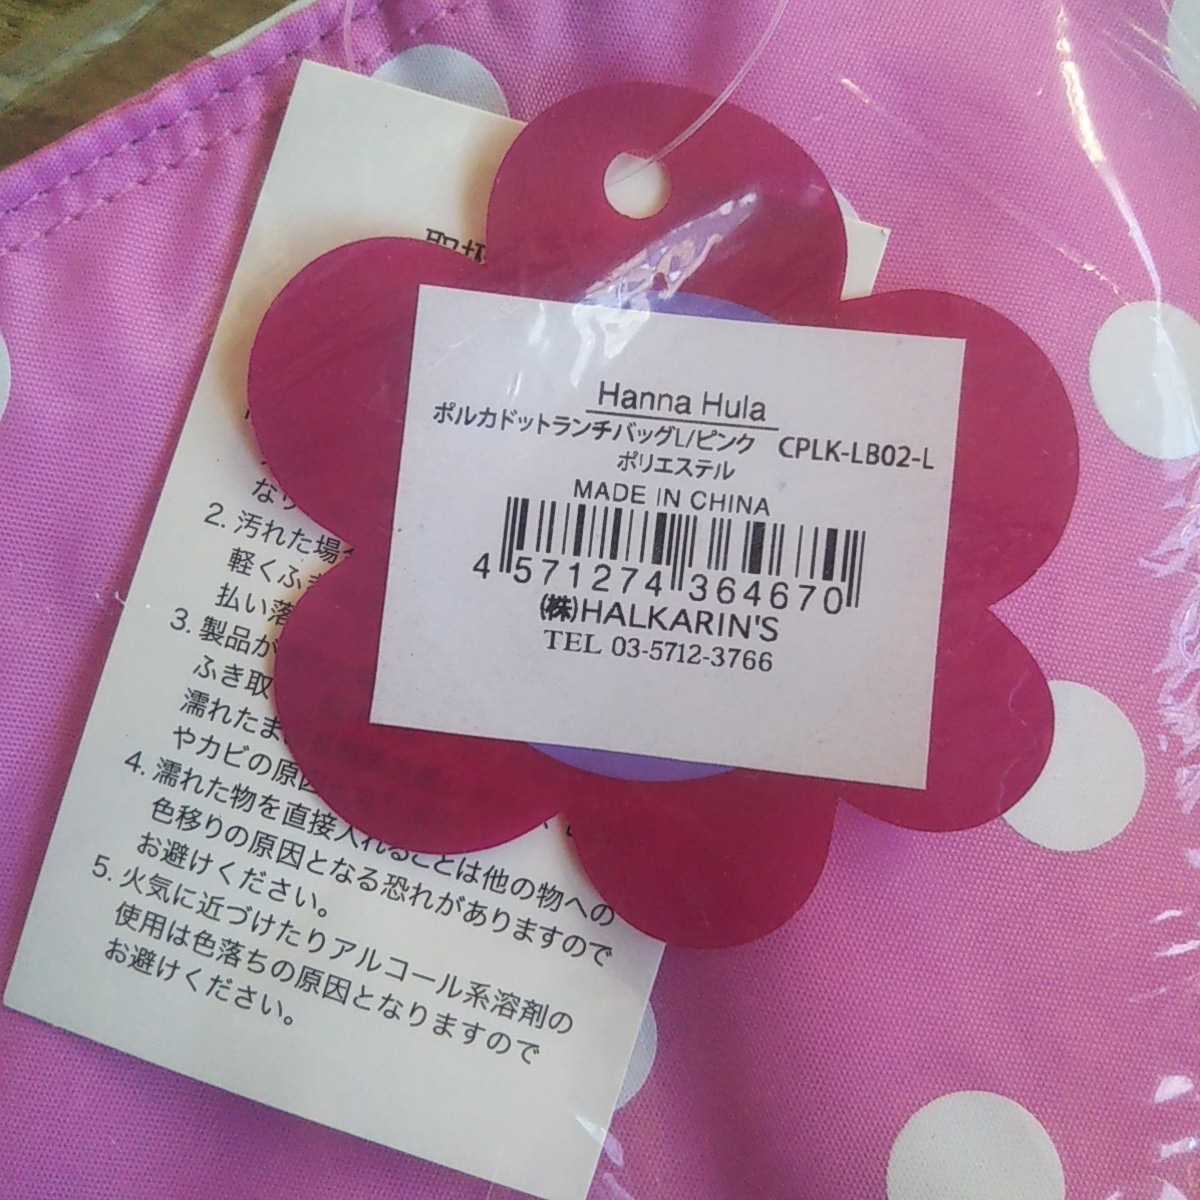 Hanna Hula
ポルカドットランチバッグL/ピンク CPLK-LB02-L
ポリエステル
MADE IN CHINA
4 571274 364670
(株)HALKARIN'S
TEL 03-5712-3766
なり
2. 汚れた場
軽くふき
払い落
3. 製品が
ふき取
濡れたま
やカビの原因
4. 濡れた物を直接入れることは他の物への
色移りの原因となる恐れがありますので
お避けください。
5. 火気に近づけたりアルコール系溶剤の
使用は色落ちの原因となりますので
お避けください。